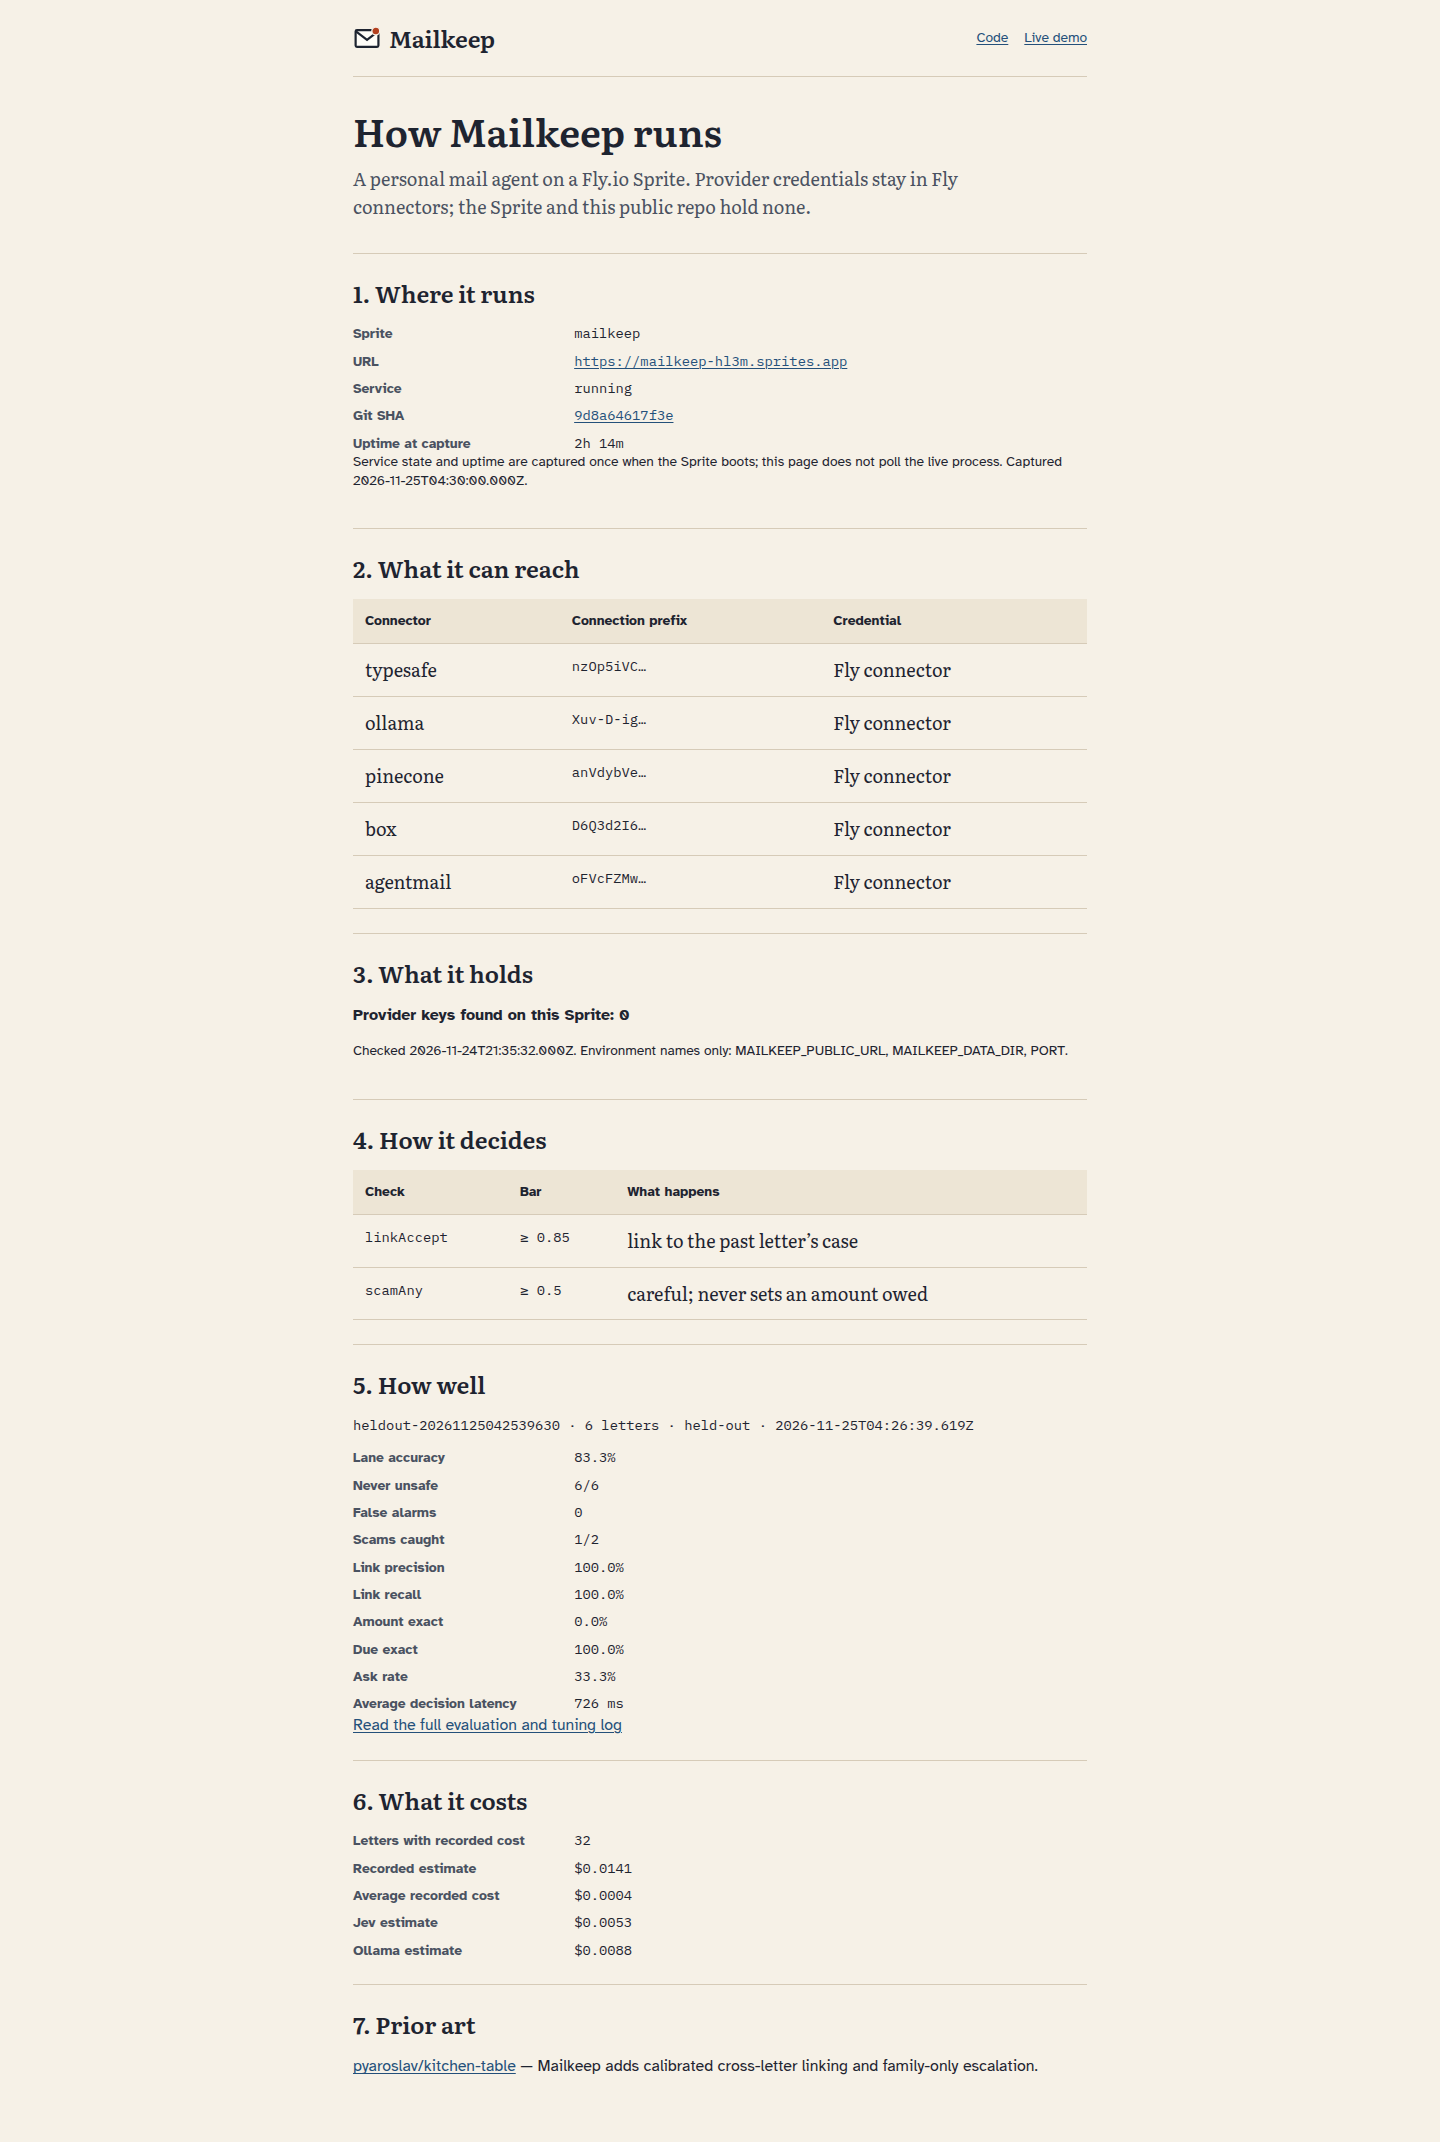 Mailkeep
Code Live demo
How Mailkeep runs
A personal mail agent on a Fly.io Sprite. Provider credentials stay in Fly
connectors; the Sprite and this public repo hold none.
1. Where it runs
Sprite mailkeep
URL https://mailkeep-hl3m.sprites.app
Service running
Git SHA 9d8a64617f3e
Uptime at capture 2h 14m
Service state and uptime are captured once when the Sprite boots; this page does not poll the live process. Captured
2026-11-25T04:30:00.000Z.
2. What it can reach
Connector Connection prefix Credential
typesafe nzOp5iVC… Fly connector
ollama Xuv-D-ig… Fly connector
pinecone anVdybVe… Fly connector
box D6Q3d2I6… Fly connector
agentmail oFVcFZMw… Fly connector
3. What it holds
Provider keys found on this Sprite: 0
Checked 2026-11-24T21:35:32.000Z. Environment names only: MAILKEEP_PUBLIC_URL, MAILKEEP_DATA_DIR, PORT.
4. How it decides
Check Bar What happens
linkAccept ≥ 0.85 link to the past letter’s case
scamAny ≥ 0.5 careful; never sets an amount owed
5. How well
heldout-20261125042539630 · 6 letters · held-out · 2026-11-25T04:26:39.619Z
Lane accuracy 83.3%
Never unsafe 6/6
False alarms 0
Scams caught 1/2
Link precision 100.0%
Link recall 100.0%
Amount exact 0.0%
Due exact 100.0%
Ask rate 33.3%
Average decision latency 726 ms
Read the full evaluation and tuning log
6. What it costs
Letters with recorded cost 32
Recorded estimate $0.0141
Average recorded cost $0.0004
Jev estimate $0.0053
Ollama estimate $0.0088
7. Prior art
pyaroslav/kitchen-table — Mailkeep adds calibrated cross-letter linking and family-only escalation.